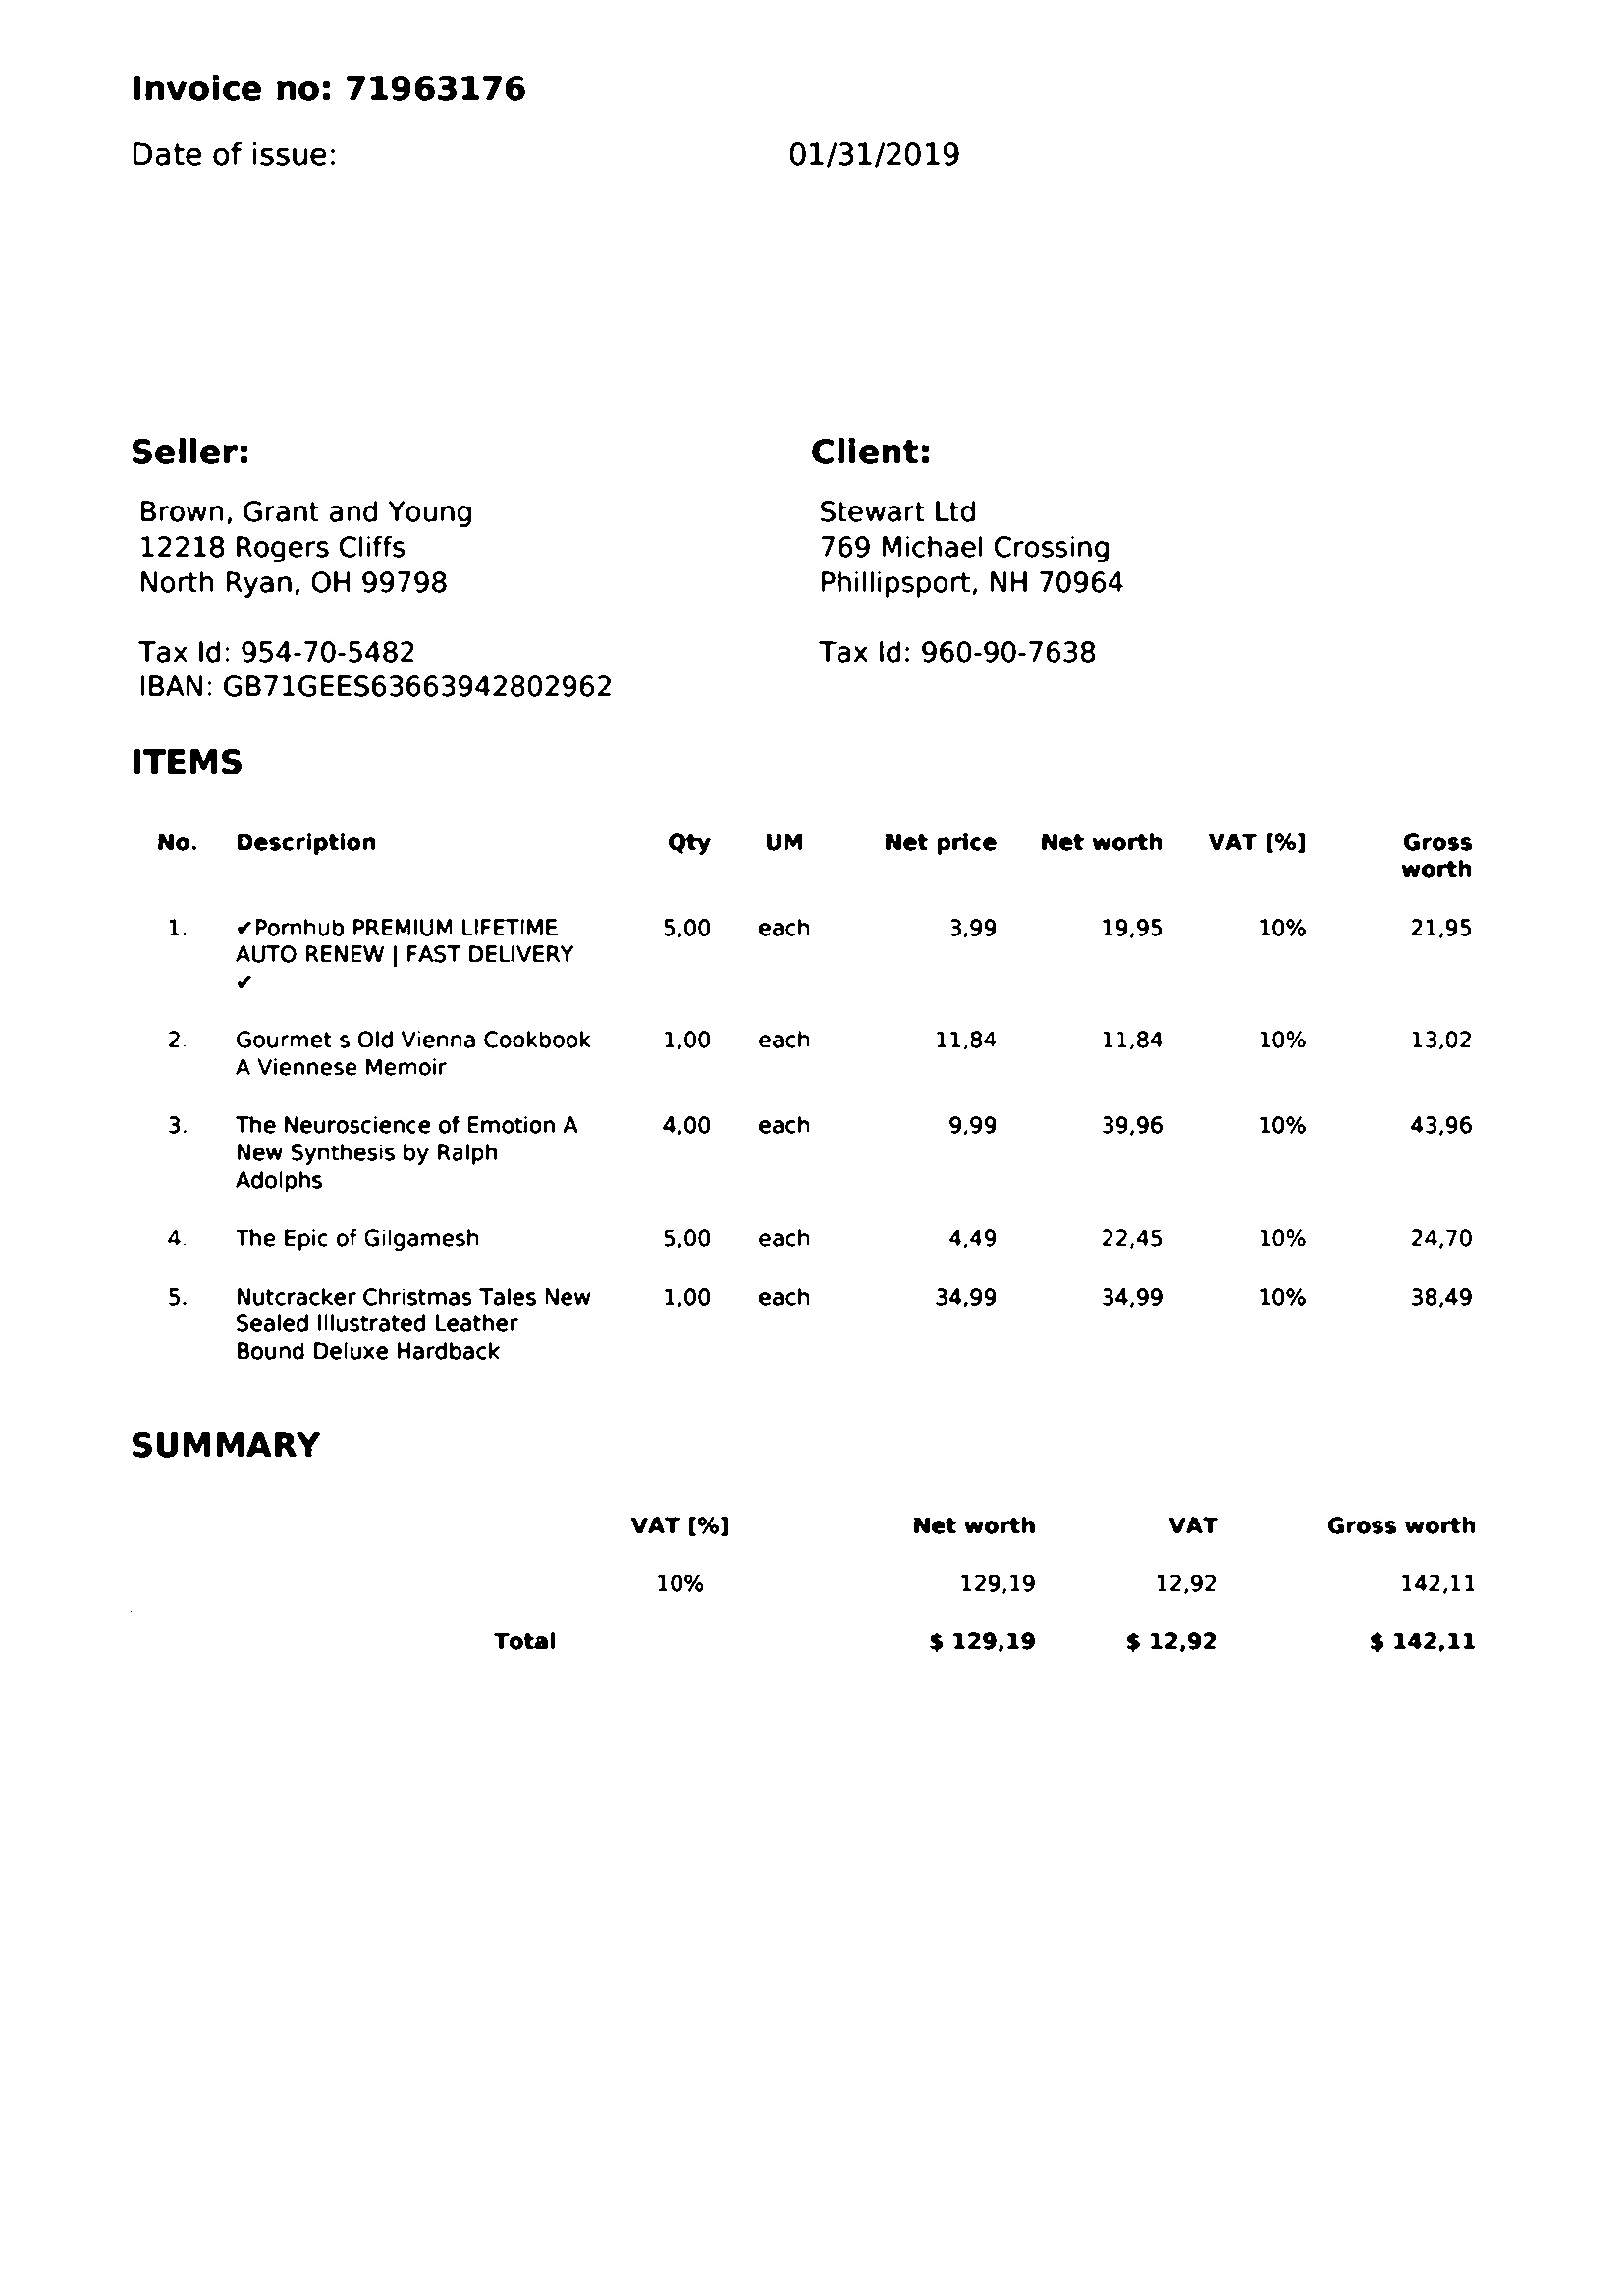 Invoice no: 71963176
Date of issue: 01/31/2019
Seller:
Brown, Grant and Young
12218 Rogers Cliffs
North Ryan, OH 99798
Tax Id: 954-70-5482
IBAN: GB71GEES63663942802962
Client:
Stewart Ltd
769 Michael Crossing
Phillipsport, NH 70964
Tax Id: 960-90-7638
ITEMS
No. Description Qty UM Net price Net worth VAT [%] Gross
worth
1. ✔Pornhub PREMIUM LIFETIME 5,00 each 3,99 19,95 10% 21,95
AUTO RENEW | FAST DELIVERY
✔
2. Gourmet s Old Vienna Cookbook 1,00 each 11,84 11,84 10% 13,02
A Viennese Memoir
3. The Neuroscience of Emotion A 4,00 each 9,99 39,96 10% 43,96
New Synthesis by Ralph
Adolphs
4. The Epic of Gilgamesh 5,00 each 4,49 22,45 10% 24,70
5. Nutcracker Christmas Tales New 1,00 each 34,99 34,99 10% 38,49
Sealed Illustrated Leather
Bound Deluxe Hardback
SUMMARY
VAT [%] Net worth VAT Gross worth
10% 129,19 12,92 142,11
Total $ 129,19 $ 12,92 $ 142,11